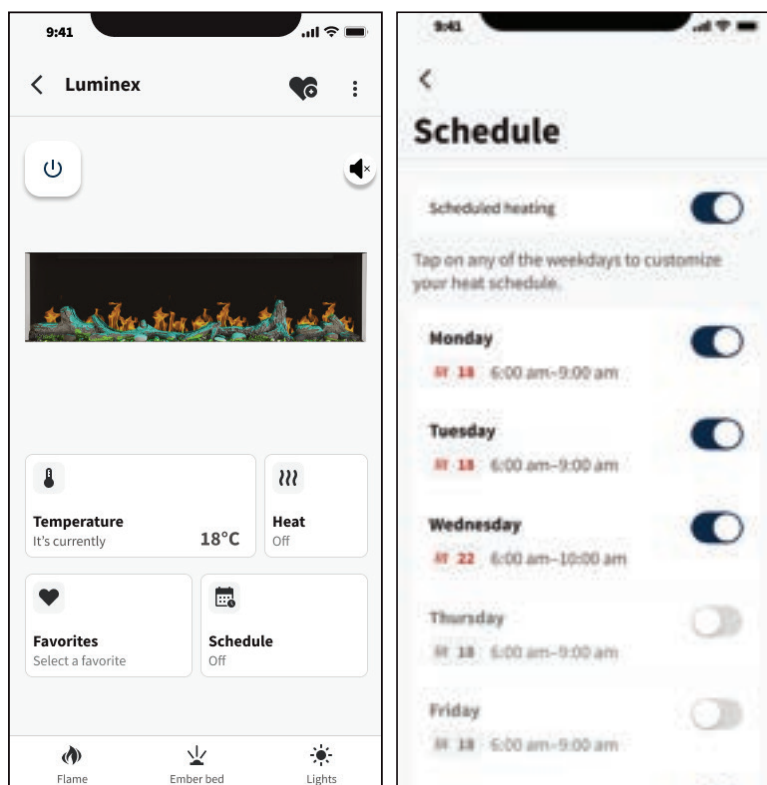 9:41
Luminex
Temperature
It's currently
18°C
Heat
Off
Favorites
Select a favorite
Schedule
Off
Flame
Ember bed
Lights
9:41
Schedule
Scheduled heating
Tap on any of the weekdays to customize
your heat schedule.
Monday
18 6:00 am–9:00 am
Tuesday
18 6:00 am–9:00 am
Wednesday
22 6:00 am–10:00 am
Thursday
18 6:00 am–9:00 am
Friday
18 6:00 am–9:00 am